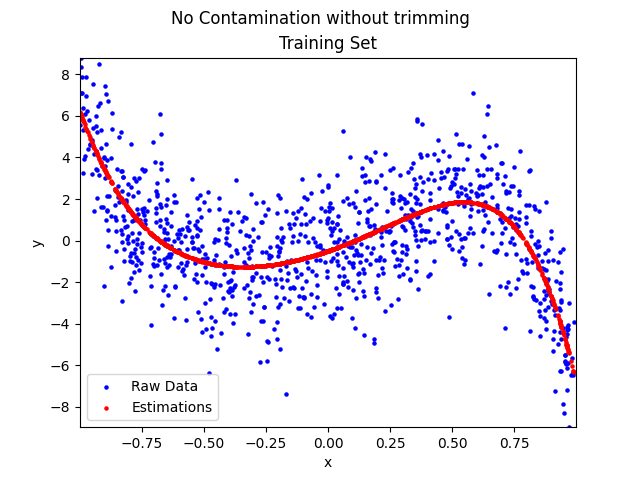 No Contamination without trimming
Training Set
8
6
4
2
0
−2
−4
−6
−8
y
Raw Data
Estimations
−0.75 −0.50 −0.25 0.00 0.25 0.50 0.75
x